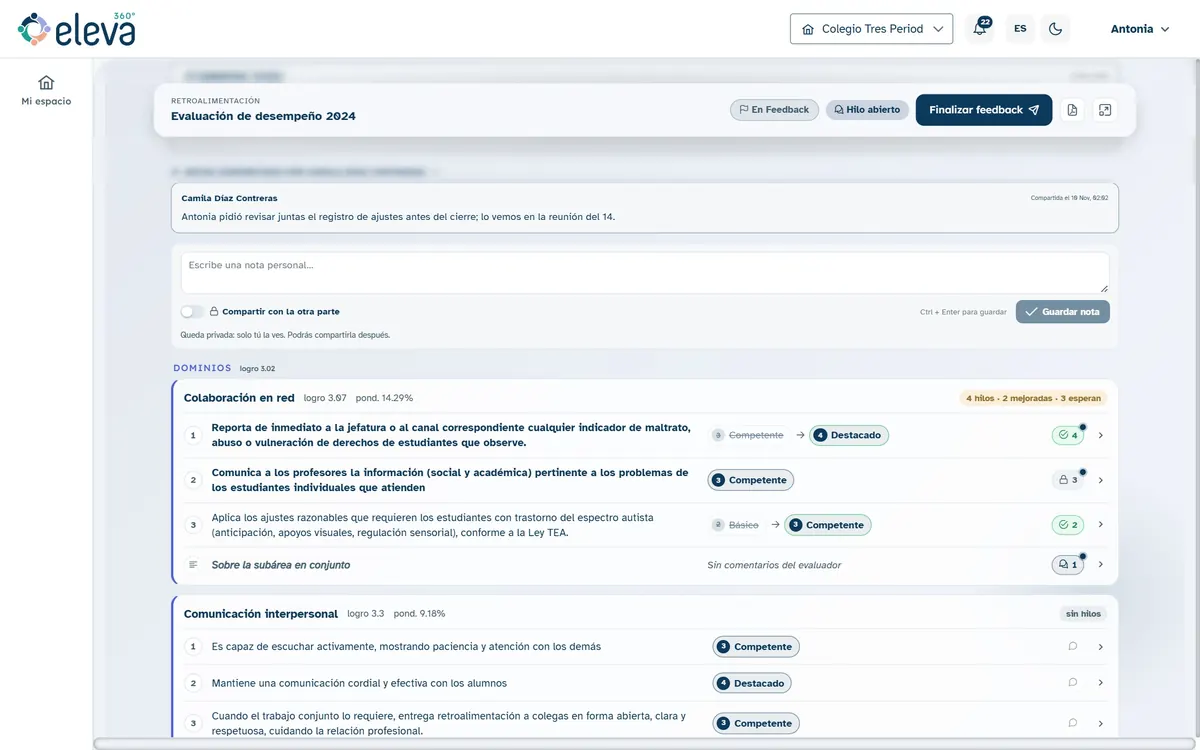 eleva 360°
Colegio Tres Period
22
ES
Antonia
Mi espacio
RETROALIMENTACIÓN
Evaluación de desempeño 2024
En Feedback
Hilo abierto
Finalizar feedback
Camila Díaz Contreras
Compartida el 10 Nov, 02:02
Antonia pidió revisar juntas el registro de ajustes antes del cierre; lo vemos en la reunión del 14.
Escribe una nota personal...
Compartir con la otra parte
Ctrl + Enter para guardar
Guardar nota
Queda privada: solo tú la ves. Podrás compartirla después.
DOMINIOS logro 3.02
Colaboración en red logro 3.07 pond. 14.29%
4 hilos · 2 mejoradas · 3 esperan
1 Reporta de inmediato a la jefatura o al canal correspondiente cualquier indicador de maltrato,
abuso o vulneración de derechos de estudiantes que observe.
3 Competente → 4 Destacado
4
2 Comunica a los profesores la información (social y académica) pertinente a los problemas de
los estudiantes individuales que atienden
3 Competente
3
3 Aplica los ajustes razonables que requieren los estudiantes con trastorno del espectro autista
(anticipación, apoyos visuales, regulación sensorial), conforme a la Ley TEA.
2 Básico → 3 Competente
2
Sobre la subárea en conjunto
Sin comentarios del evaluador
1
Comunicación interpersonal logro 3.3 pond. 9.18%
sin hilos
1 Es capaz de escuchar activamente, mostrando paciencia y atención con los demás
3 Competente
2 Mantiene una comunicación cordial y efectiva con los alumnos
4 Destacado
3 Cuando el trabajo conjunto lo requiere, entrega retroalimentación a colegas en forma abierta, clara y
respetuosa, cuidando la relación profesional.
3 Competente